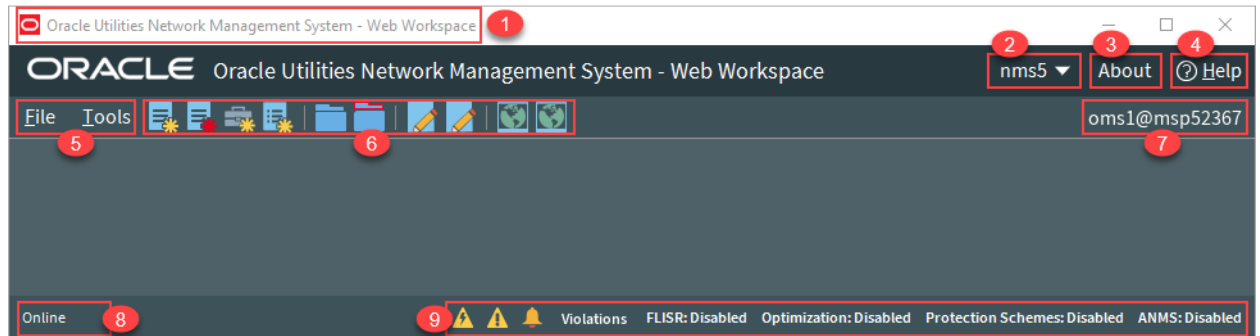 Oracle Utilities Network Management System - Web Workspace 1
2 3 4
ORACLE Oracle Utilities Network Management System - Web Workspace nms5 About ? Help
File Tools oms1@msp52367
5 6 7
Online 8 9 Violations FLISR: Disabled Optimization: Disabled Protection Schemes: Disabled ANMS: Disabled